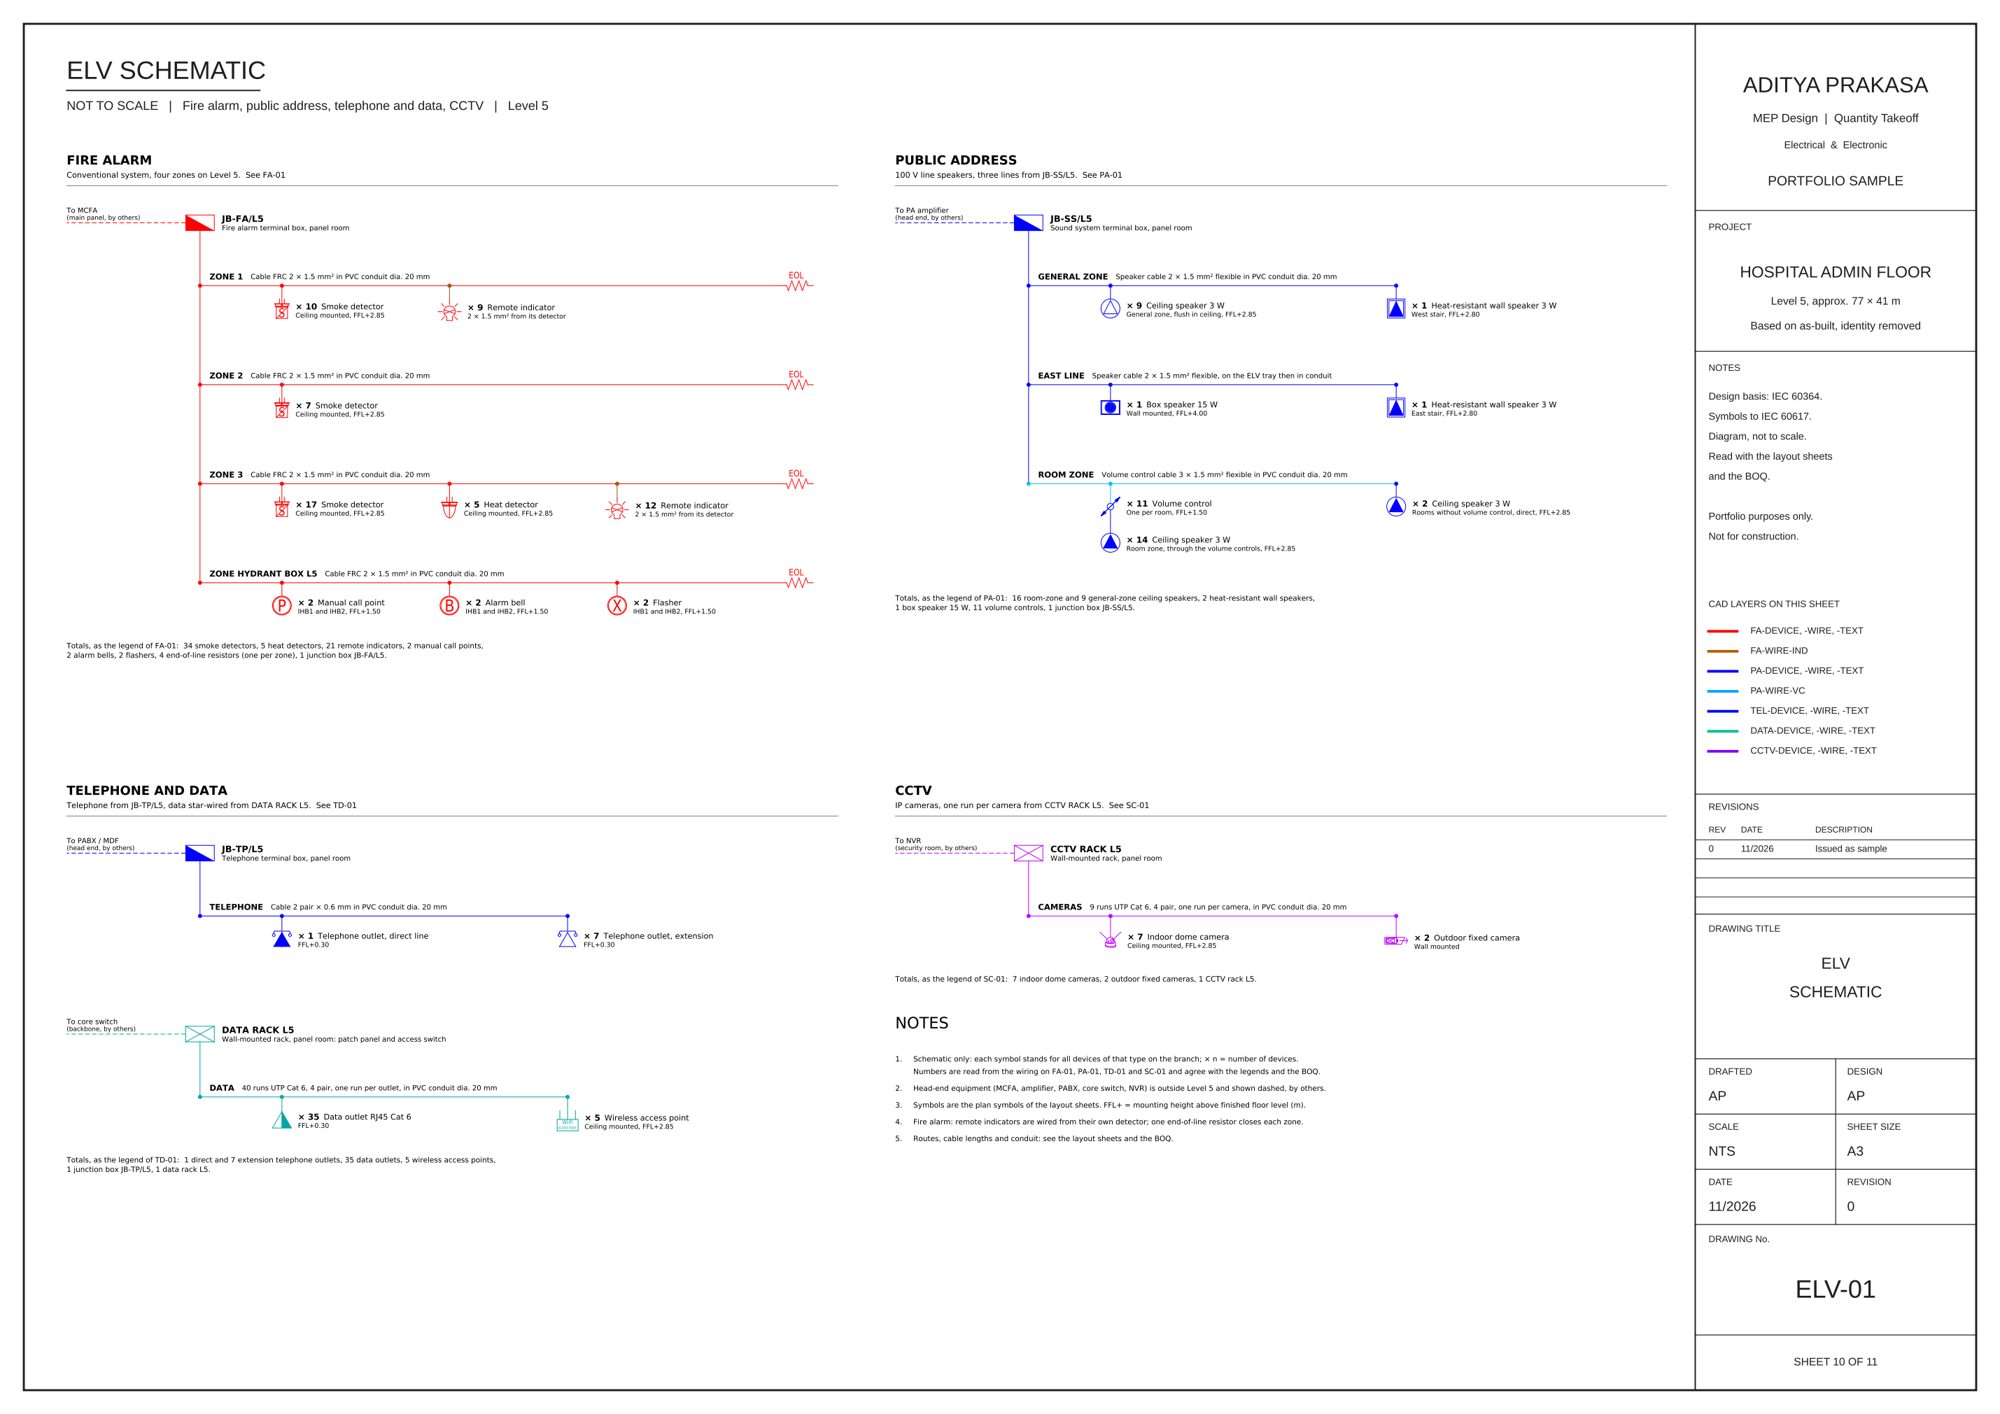 ELV SCHEMATIC
NOT TO SCALE | Fire alarm, public address, telephone and data, CCTV | Level 5
FIRE ALARM
Conventional system, four zones on Level 5. See FA-01
To MCFA
(main panel, by others)
JB-FA/L5
Fire alarm terminal box, panel room
ZONE 1 Cable FRC 2 × 1.5 mm² in PVC conduit dia. 20 mm
EOL
× 10 Smoke detector
Ceiling mounted, FFL+2.85
× 9 Remote indicator
2 × 1.5 mm² from its detector
ZONE 2 Cable FRC 2 × 1.5 mm² in PVC conduit dia. 20 mm
EOL
× 7 Smoke detector
Ceiling mounted, FFL+2.85
ZONE 3 Cable FRC 2 × 1.5 mm² in PVC conduit dia. 20 mm
EOL
× 17 Smoke detector
Ceiling mounted, FFL+2.85
× 5 Heat detector
Ceiling mounted, FFL+2.85
× 12 Remote indicator
2 × 1.5 mm² from its detector
ZONE HYDRANT BOX L5 Cable FRC 2 × 1.5 mm² in PVC conduit dia. 20 mm
EOL
P
× 2 Manual call point
IHB1 and IHB2, FFL+1.50
B
× 2 Alarm bell
IHB1 and IHB2, FFL+1.50
X
× 2 Flasher
IHB1 and IHB2, FFL+1.50
Totals, as the legend of FA-01: 34 smoke detectors, 5 heat detectors, 21 remote indicators, 2 manual call points,
2 alarm bells, 2 flashers, 4 end-of-line resistors (one per zone), 1 junction box JB-FA/L5.
PUBLIC ADDRESS
100 V line speakers, three lines from JB-SS/L5. See PA-01
To PA amplifier
(head end, by others)
JB-SS/L5
Sound system terminal box, panel room
GENERAL ZONE Speaker cable 2 × 1.5 mm² flexible in PVC conduit dia. 20 mm
× 9 Ceiling speaker 3 W
General zone, flush in ceiling, FFL+2.85
× 1 Heat-resistant wall speaker 3 W
West stair, FFL+2.80
EAST LINE Speaker cable 2 × 1.5 mm² flexible, on the ELV tray then in conduit
× 1 Box speaker 15 W
Wall mounted, FFL+4.00
× 1 Heat-resistant wall speaker 3 W
East stair, FFL+2.80
ROOM ZONE Volume control cable 3 × 1.5 mm² flexible in PVC conduit dia. 20 mm
× 11 Volume control
One per room, FFL+1.50
× 2 Ceiling speaker 3 W
Rooms without volume control, direct, FFL+2.85
× 14 Ceiling speaker 3 W
Room zone, through the volume controls, FFL+2.85
Totals, as the legend of PA-01: 16 room-zone and 9 general-zone ceiling speakers, 2 heat-resistant wall speakers,
1 box speaker 15 W, 11 volume controls, 1 junction box JB-SS/L5.
TELEPHONE AND DATA
Telephone from JB-TP/L5, data star-wired from DATA RACK L5. See TD-01
To PABX / MDF
(head end, by others)
JB-TP/L5
Telephone terminal box, panel room
TELEPHONE Cable 2 pair × 0.6 mm in PVC conduit dia. 20 mm
× 1 Telephone outlet, direct line
FFL+0.30
× 7 Telephone outlet, extension
FFL+0.30
To core switch
(backbone, by others)
DATA RACK L5
Wall-mounted rack, panel room: patch panel and access switch
DATA 40 runs UTP Cat 6, 4 pair, one run per outlet, in PVC conduit dia. 20 mm
× 35 Data outlet RJ45 Cat 6
FFL+0.30
× 5 Wireless access point
Ceiling mounted, FFL+2.85
Totals, as the legend of TD-01: 1 direct and 7 extension telephone outlets, 35 data outlets, 5 wireless access points,
1 junction box JB-TP/L5, 1 data rack L5.
CCTV
IP cameras, one run per camera from CCTV RACK L5. See SC-01
To NVR
(security room, by others)
CCTV RACK L5
Wall-mounted rack, panel room
CAMERAS 9 runs UTP Cat 6, 4 pair, one run per camera, in PVC conduit dia. 20 mm
× 7 Indoor dome camera
Ceiling mounted, FFL+2.85
× 2 Outdoor fixed camera
Wall mounted
Totals, as the legend of SC-01: 7 indoor dome cameras, 2 outdoor fixed cameras, 1 CCTV rack L5.
NOTES
1. Schematic only: each symbol stands for all devices of that type on the branch; × n = number of devices.
Numbers are read from the wiring on FA-01, PA-01, TD-01 and SC-01 and agree with the legends and the BOQ.
2. Head-end equipment (MCFA, amplifier, PABX, core switch, NVR) is outside Level 5 and shown dashed, by others.
3. Symbols are the plan symbols of the layout sheets. FFL+ = mounting height above finished floor level (m).
4. Fire alarm: remote indicators are wired from their own detector; one end-of-line resistor closes each zone.
5. Routes, cable lengths and conduit: see the layout sheets and the BOQ.
ADITYA PRAKASA
MEP Design | Quantity Takeoff
Electrical & Electronic
PORTFOLIO SAMPLE
PROJECT
HOSPITAL ADMIN FLOOR
Level 5, approx. 77 × 41 m
Based on as-built, identity removed
NOTES
Design basis: IEC 60364.
Symbols to IEC 60617.
Diagram, not to scale.
Read with the layout sheets
and the BOQ.
Portfolio purposes only.
Not for construction.
CAD LAYERS ON THIS SHEET
FA-DEVICE, -WIRE, -TEXT
FA-WIRE-IND
PA-DEVICE, -WIRE, -TEXT
PA-WIRE-VC
TEL-DEVICE, -WIRE, -TEXT
DATA-DEVICE, -WIRE, -TEXT
CCTV-DEVICE, -WIRE, -TEXT
REVISIONS
REV DATE DESCRIPTION
0 11/2026 Issued as sample
DRAWING TITLE
ELV
SCHEMATIC
DRAFTED DESIGN
AP AP
SCALE SHEET SIZE
NTS A3
DATE REVISION
11/2026 0
DRAWING No.
ELV-01
SHEET 10 OF 11